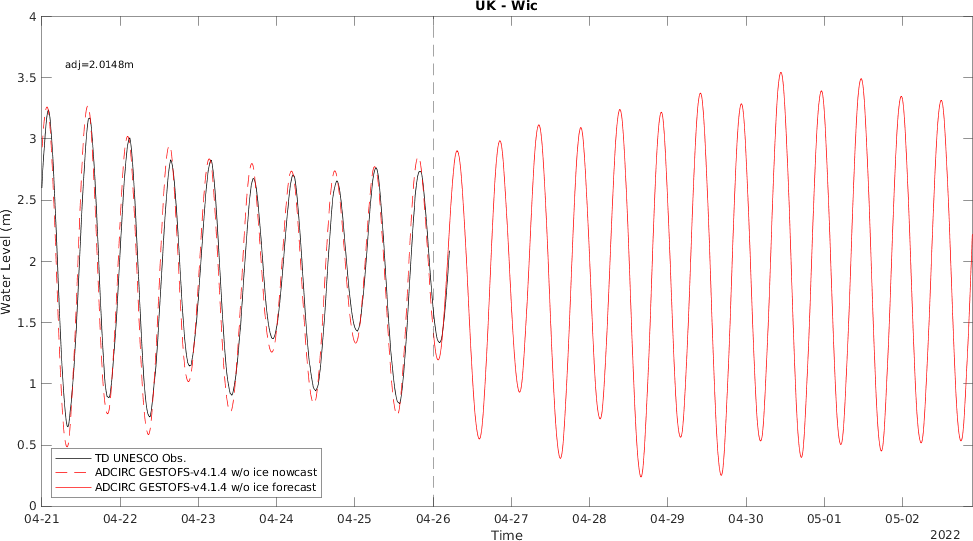 UK - Wic
4
adj=2.0148m
3.5
3
2.5
2
1.5
1
0.5
0
Water Level (m)
TD UNESCO Obs.
ADCIRC GESTOFS-v4.1.4 w/o ice nowcast
ADCIRC GESTOFS-v4.1.4 w/o ice forecast
04-21 04-22 04-23 04-24 04-25 04-26 04-27 04-28 04-29 04-30 05-01 05-02
Time
2022